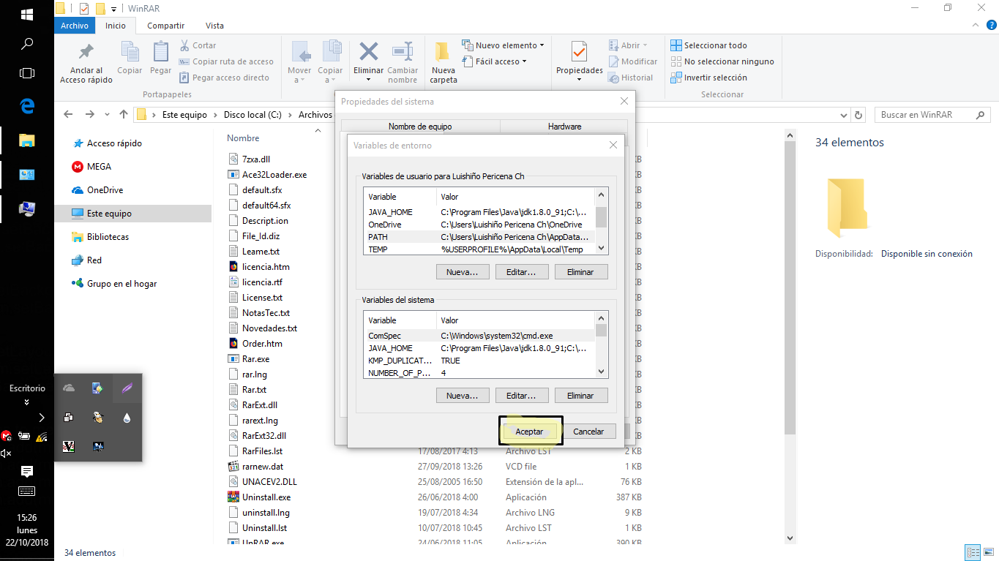 WinRAR
Archivo Inicio Compartir Vista
Anclar al Acceso rápido
Copiar
Pegar
Cortar
Copiar ruta de acceso
Pegar acceso directo
Portapapeles
Mover a
Copiar a
Eliminar
Cambiar nombre
Nueva carpeta
Nuevo elemento
Fácil acceso
Propiedades
Abrir
Modificar
Historial
Seleccionar todo
No seleccionar ninguno
Invertir selección
Seleccionar
Este equipo Disco local (C:) Archivos
Buscar en WinRAR
Acceso rápido
MEGA
OneDrive
Este equipo
Bibliotecas
Red
Grupo en el hogar
Nombre
7zxa.dll KB
Ace32Loader.exe KB
default.sfx KB
default64.sfx KB
Descript.ion KB
File_Id.diz KB
Leame.txt KB
licencia.htm KB
licencia.rtf KB
License.txt KB
NotasTec.txt KB
Novedades.txt KB
Order.htm KB
Rar.exe KB
rar.lng KB
Rar.txt KB
RarExt.dll KB
rarext.lng KB
RarExt32.dll KB
RarFiles.lst 17/08/2017 4:13 Archivo LST 2 KB
rarnew.dat 27/09/2018 13:26 VCD file 1 KB
UNACEV2.DLL 25/08/2005 16:50 Extensión de la apl... 76 KB
Uninstall.exe 26/06/2018 4:00 Aplicación 387 KB
uninstall.lng 19/07/2018 4:34 Archivo LNG 9 KB
Uninstall.lst 10/07/2018 10:45 Archivo LST 1 KB
UnRAR.exe 24/06/2018 11:05 Aplicación 390 KB
Propiedades del sistema
Nombre de equipo Hardware
Variables de entorno
Variables de usuario para Luishiño Pericena Ch
Variable Valor
JAVA_HOME C:\Program Files\Java\jdk1.8.0_91;C:\...
OneDrive C:\Users\Luishiño Pericena Ch\OneDrive
PATH C:\Users\Luishiño Pericena Ch\AppData...
TEMP %USERPROFILE%\AppData\Local\Temp
Nueva... Editar... Eliminar
Variables del sistema
Variable Valor
ComSpec C:\Windows\system32\cmd.exe
JAVA_HOME C:\Program Files\Java\jdk1.8.0_91;C:\...
KMP_DUPLICAT... TRUE
NUMBER_OF_P... 4
Nueva... Editar... Eliminar
Aceptar Cancelar
34 elementos
Disponibilidad: Disponible sin conexión
Escritorio
15:26
lunes
22/10/2018
34 elementos